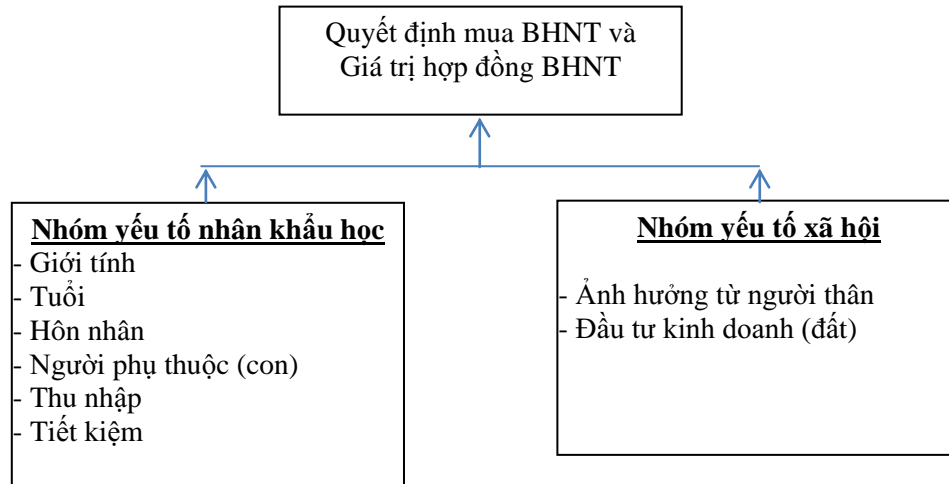 Quyết định mua BHNT và
Giá trị hợp đồng BHNT
Nhóm yếu tố nhân khẩu học
- Giới tính
- Tuổi
- Hôn nhân
- Người phụ thuộc (con)
- Thu nhập
- Tiết kiệm
Nhóm yếu tố xã hội
- Ảnh hưởng từ người thân
- Đầu tư kinh doanh (đất)